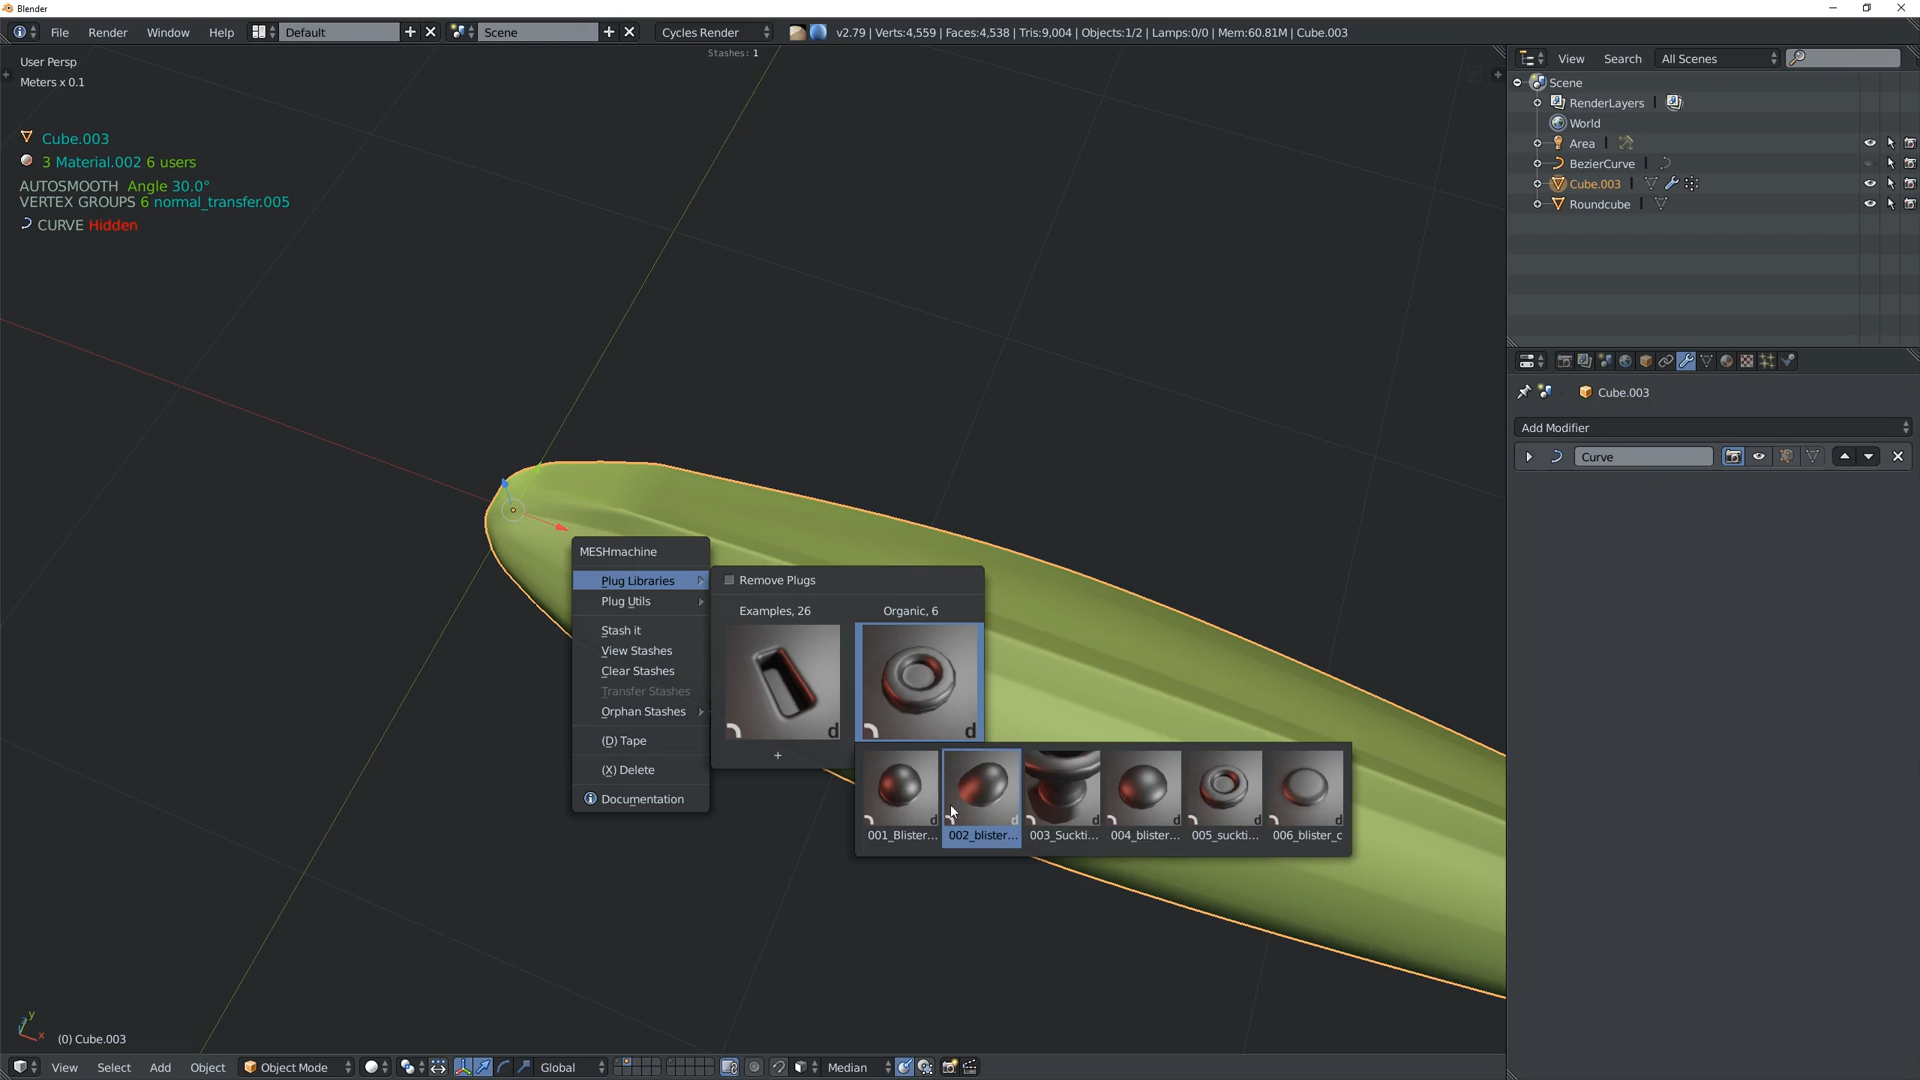 Blender
File Render Window Help Default Scene Cycles Render v2.79 | Verts:4,559 | Faces:4,538 | Tris:9,004 | Objects:1/2 | Lamps:0/0 | Mem:60.81M | Cube.003
Stashes: 1
User Persp
Meters x 0.1
Cube.003
3 Material.002 6 users
AUTOSMOOTH Angle 30.0°
VERTEX GROUPS 6 normal_transfer.005
CURVE Hidden
MESHmachine
Plug Libraries
Plug Utils
Stash it
View Stashes
Clear Stashes
Transfer Stashes
Orphan Stashes
(D) Tape
(X) Delete
Documentation
Remove Plugs
Examples, 26 Organic, 6
d d
+
d d d d d d
001_Blister... 002_blister... 003_Suckti... 004_blister... 005_suckti... 006_blister_c
y
x
(0) Cube.003
View Select Add Object Object Mode Global Median
View Search All Scenes
Scene
RenderLayers
World
Area
BezierCurve
Cube.003
Roundcube
Cube.003
Add Modifier
Curve